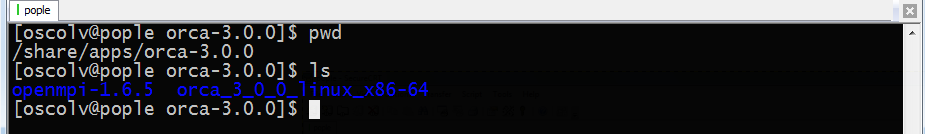 pople
[oscolv@pople orca-3.0.0]$ pwd
/share/apps/orca-3.0.0
[oscolv@pople orca-3.0.0]$ ls
openmpi-1.6.5  orca_3_0_0_linux_x86-64
[oscolv@pople orca-3.0.0]$